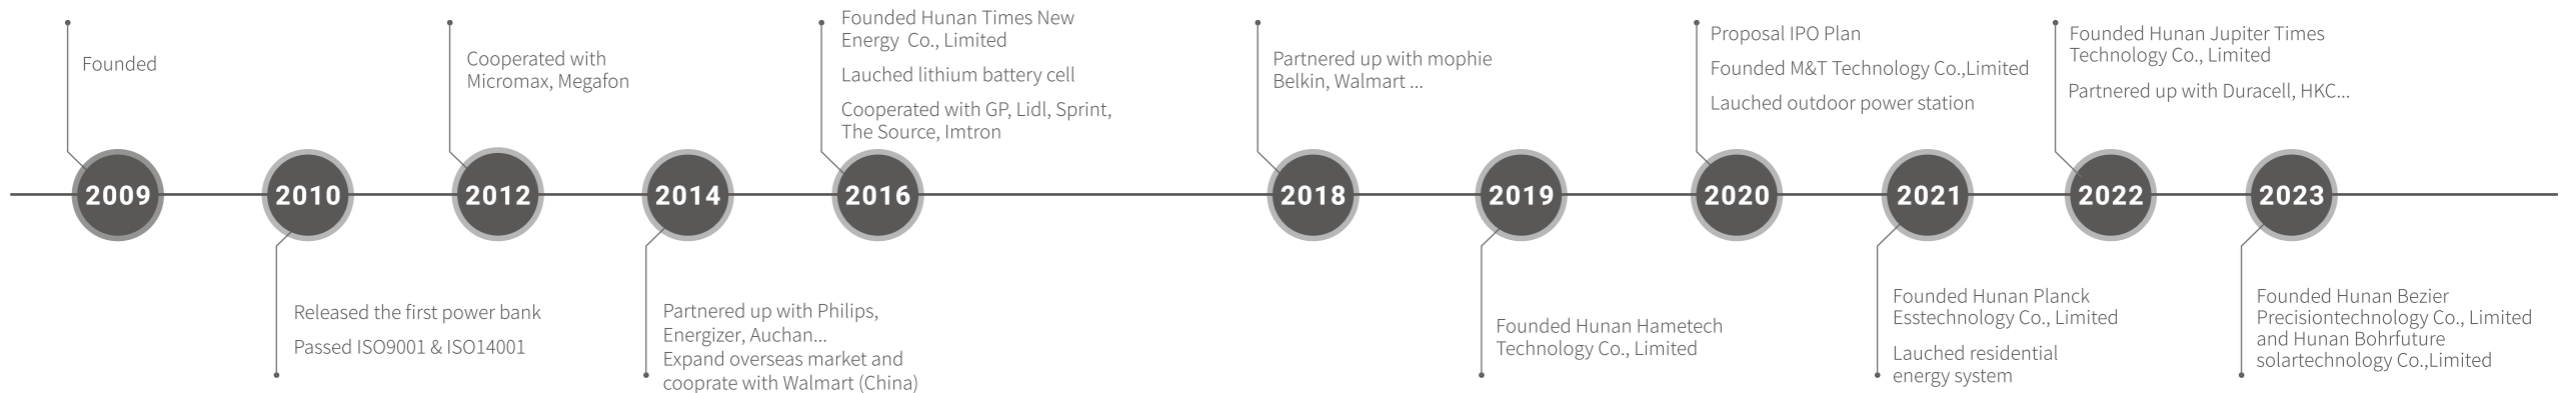 2009
Founded
2010
Released the first power bank
Passed ISO9001 & ISO14001
2012
Cooperated with
Micromax, Megafon
2014
Partnered up with Philips,
Energizer, Auchan...
Expand overseas market and
cooprate with Walmart (China)
2016
Founded Hunan Times New
Energy Co., Limited
Lauched lithium battery cell
Cooperated with GP, Lidl, Sprint,
The Source, Imtron
2018
Partnered up with mophie
Belkin, Walmart ...
2019
Founded Hunan Hametech
Technology Co., Limited
2020
Proposal IPO Plan
Founded M&T Technology Co.,Limited
Lauched outdoor power station
2021
Founded Hunan Planck
Esstechnology Co., Limited
Lauched residential
energy system
2022
Founded Hunan Jupiter Times
Technology Co., Limited
Partnered up with Duracell, HKC...
2023
Founded Hunan Bezier
Precisiontechnology Co., Limited
and Hunan Bohrfuture
solartechnology Co.,Limited